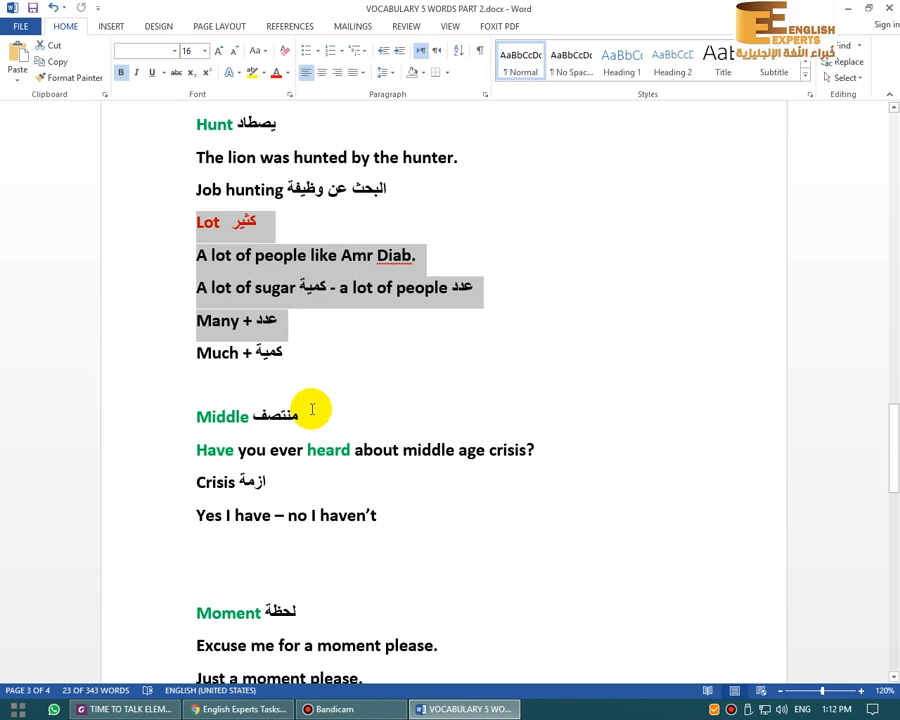 VOCABULARY 5 WORDS PART 2.docx - Word
Sign in
FILE HOME INSERT DESIGN PAGE LAYOUT REFERENCES MAILINGS REVIEW VIEW FOXIT PDF
ENGLISH
EXPERTS
خبراء اللغة الإنجليزية
Paste
Cut
Copy
Format Painter
Clipboard
16
Font
Paragraph
AaBbCcDc AaBbCcDc AaBbCc AaBbCcD AaB
¶ Normal ¶ No Spac... Heading 1 Heading 2 Title Subtitle
Styles
Find
Replace
Select
Editing
Hunt يصطاد
The lion was hunted by the hunter.
Job hunting البحث عن وظيفة
Lot كثير
A lot of people like Amr Diab.
A lot of sugar كمية - a lot of people عدد
Many + عدد
Much + كمية
Middle منتصف
Have you ever heard about middle age crisis?
Crisis ازمة
Yes I have – no I haven’t
Moment لحظة
Excuse me for a moment please.
Just a moment please.
PAGE 3 OF 4 23 OF 343 WORDS ENGLISH (UNITED STATES) 120%
TIME TO TALK ELEM... English Experts Tasks... Bandicam VOCABULARY 5 WO... ENG 1:12 PM